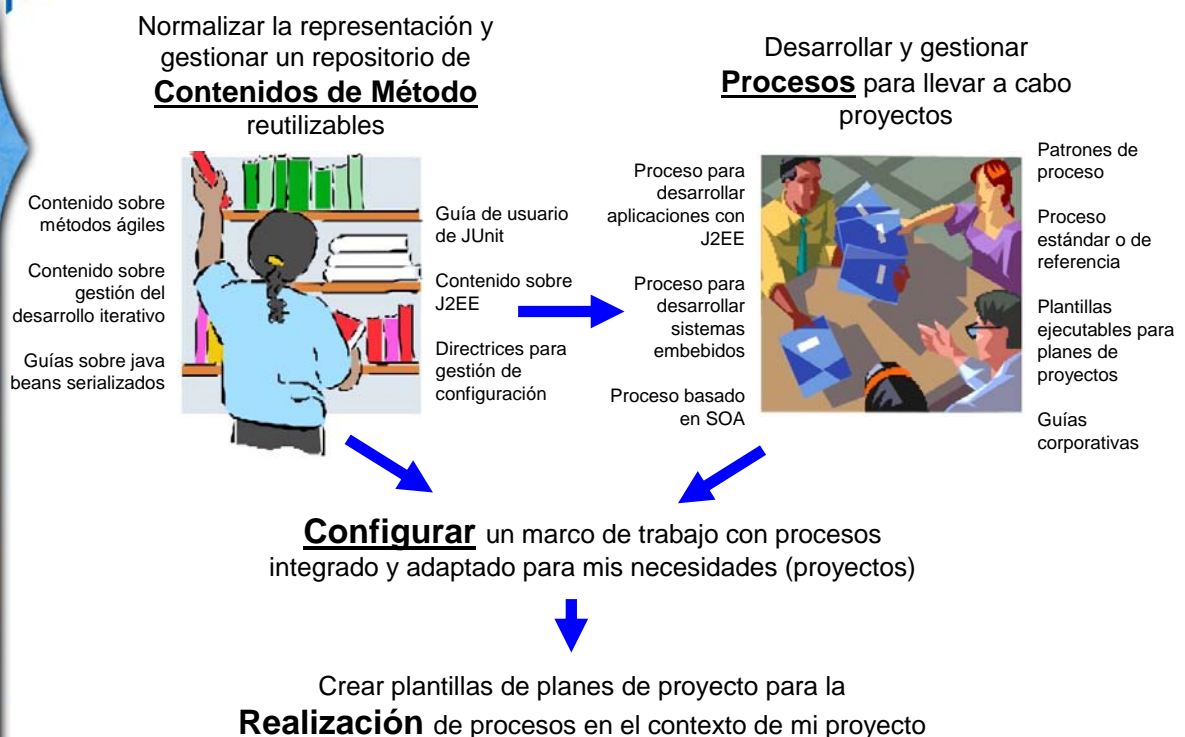 Normalizar la representación y
gestionar un repositorio de
Contenidos de Método
reutilizables
Contenido sobre
métodos ágiles
Contenido sobre
gestión del
desarrollo iterativo
Guías sobre java
beans serializados
Guía de usuario
de JUnit
Contenido sobre
J2EE
Directrices para
gestión de
configuración
Desarrollar y gestionar
Procesos para llevar a cabo
proyectos
Proceso para
desarrollar
aplicaciones con
J2EE
Proceso para
desarrollar
sistemas
embebidos
Proceso basado
en SOA
Patrones de
proceso
Proceso
estándar o de
referencia
Plantillas
ejecutables para
planes de
proyectos
Guías
corporativas
Configurar un marco de trabajo con procesos
integrado y adaptado para mis necesidades (proyectos)
Crear plantillas de planes de proyecto para la
Realización de procesos en el contexto de mi proyecto